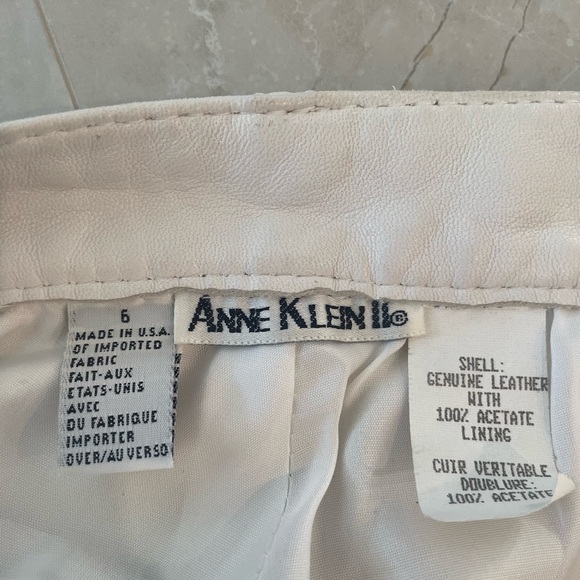 6
MADE IN U.S.A.
OF IMPORTED
FABRIC
FAIT-AUX
ETATS-UNIS
AVEC
DU FABRIQUE
IMPORTER
OVER/AU VERSO
ANNE KLEIN II®
SHELL:
GENUINE LEATHER
WITH
100% ACETATE
LINING
CUIR VERITABLE
DOUBLURE:
100% ACETATE